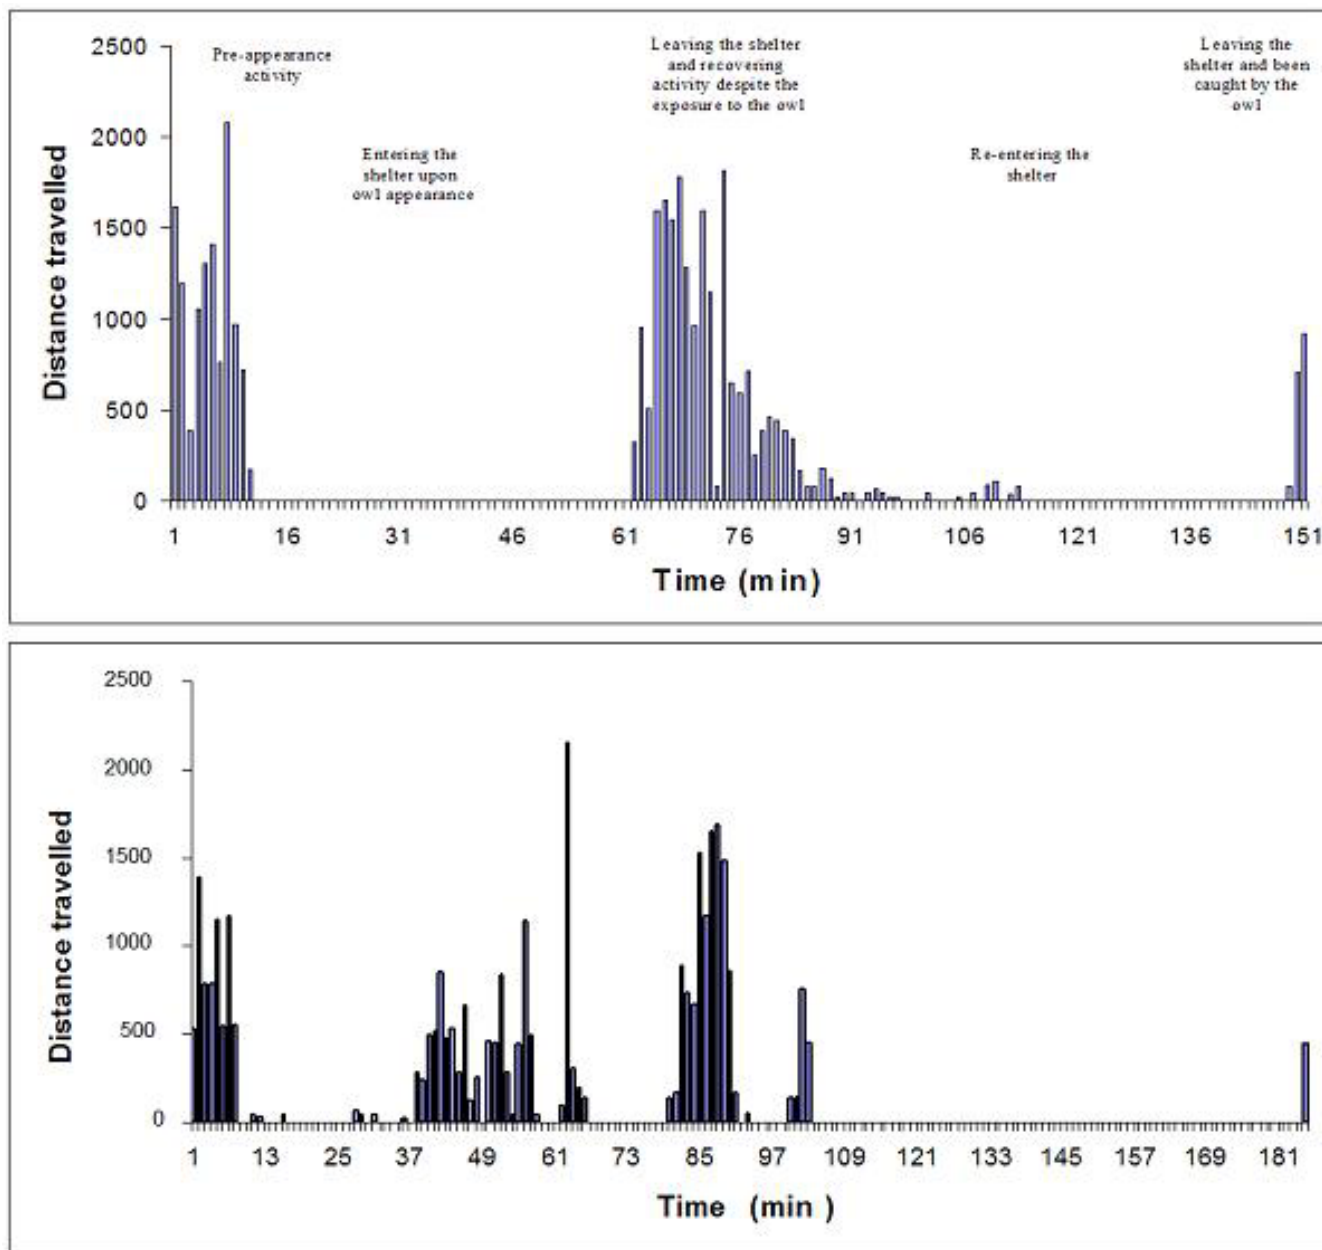 2500
2000
1500
1000
500
0
Distance travelled
Pre-appearance
activity
Entering the
shelter upon
owl appearance
Leaving the shelter
and recovering
activity despite the
exposure to the owl
Re-entering the
shelter
Leaving the
shelter and been
caught by the
owl
1 16 31 46 61 76 91 106 121 136 151
Time (min)
2500
2000
1500
1000
500
0
Distance travelled
1 13 25 37 49 61 73 85 97 109 121 133 145 157 169 181
Time (min )